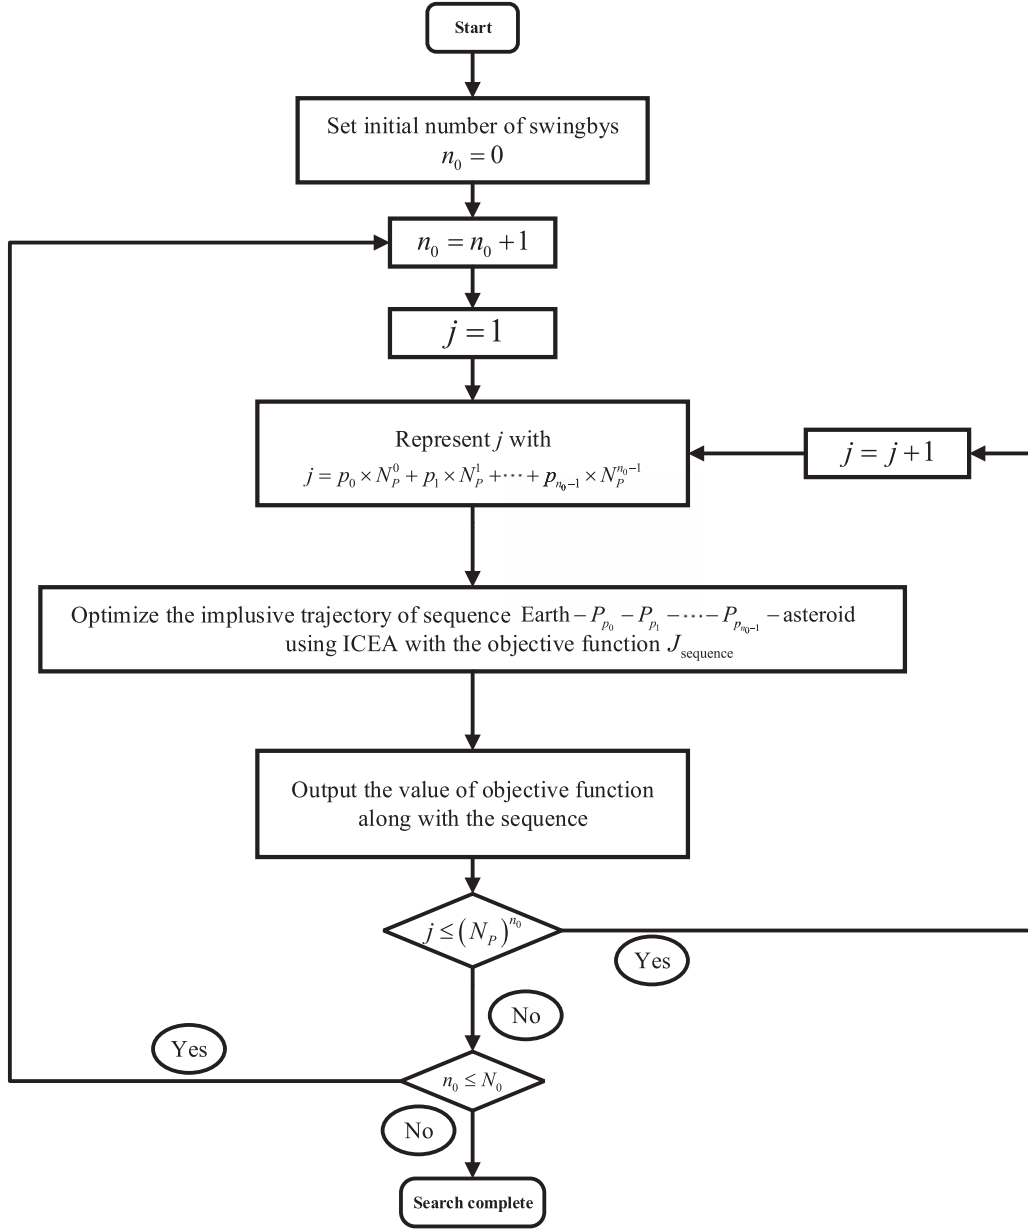 Start
Set initial number of swingbys
n₀ = 0
n₀ = n₀ + 1
j = 1
Represent j with
j = p₀ × N_P^0 + p₁ × N_P^1 + ··· + p_{n₀−1} × N_P^{n₀−1}
j = j + 1
Optimize the implusive trajectory of sequence Earth − P_{p₀} − P_{p₁} − ··· − P_{p_{n₀−1}} − asteroid
using ICEA with the objective function J_sequence
Output the value of objective function
along with the sequence
j ≤ (N_P)^{n₀}
Yes
No
Yes
n₀ ≤ N₀
No
Search complete